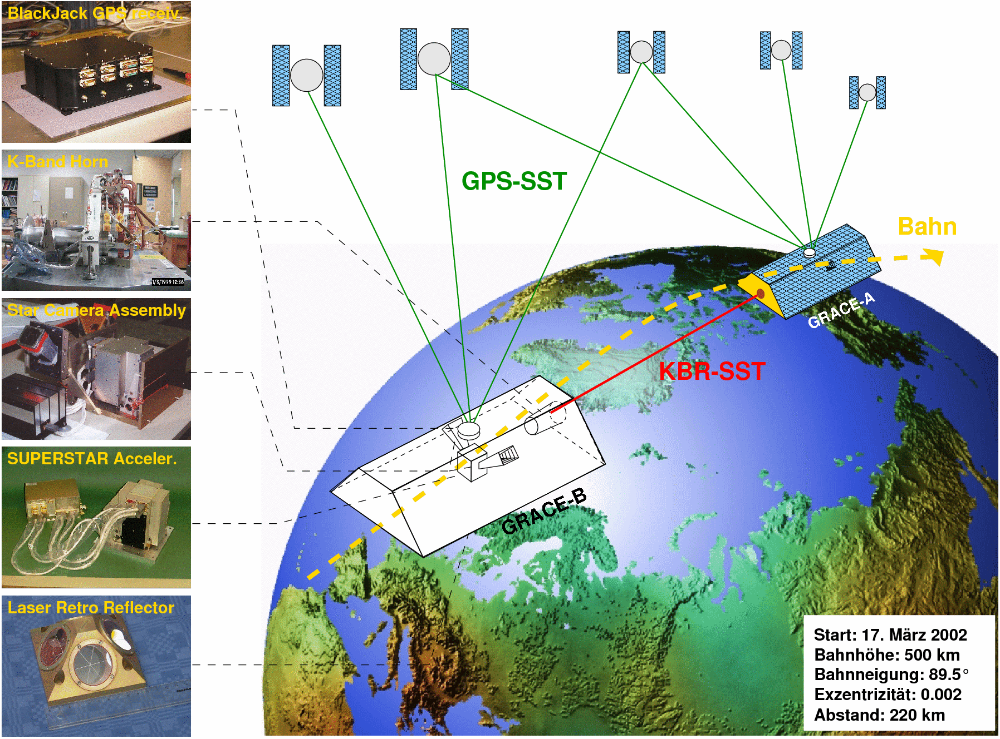 BlackJack GPS receiv.
K-Band Horn
1/3/1999 12:36
Star Camera Assembly
SUPERSTAR Acceler.
Laser Retro Reflector
GPS-SST
Bahn
GRACE-A
KBR-SST
GRACE-B
Start: 17. März 2002
Bahnhöhe: 500 km
Bahnneigung: 89.5°
Exzentrizität: 0.002
Abstand: 220 km